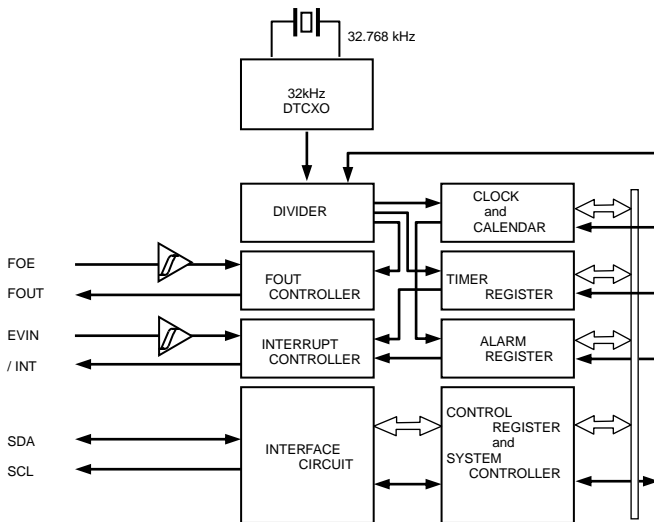 32.768 kHz
32kHz
DTCXO
DIVIDER
CLOCK
and
CALENDAR
FOE
FOUT
FOUT
CONTROLLER
TIMER
REGISTER
EVIN
/ INT
INTERRUPT
CONTROLLER
ALARM
REGISTER
SDA
SCL
INTERFACE
CIRCUIT
CONTROL
REGISTER
and
SYSTEM
CONTROLLER